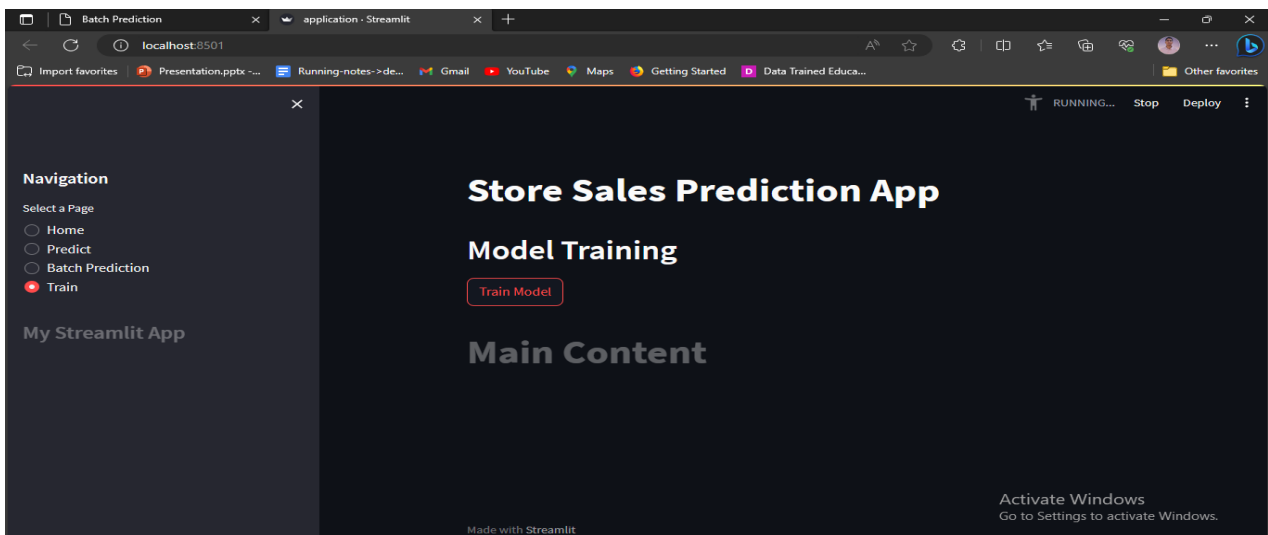 Batch Prediction
application · Streamlit
localhost:8501
Import favorites
Presentation.pptx -...
Running-notes->de...
Gmail
YouTube
Maps
Getting Started
D Data Trained Educa...
Other favorites
RUNNING...
Stop
Deploy
Navigation
Select a Page
Home
Predict
Batch Prediction
Train
My Streamlit App
Store Sales Prediction App
Model Training
Train Model
Main Content
Made with Streamlit
Activate Windows
Go to Settings to activate Windows.